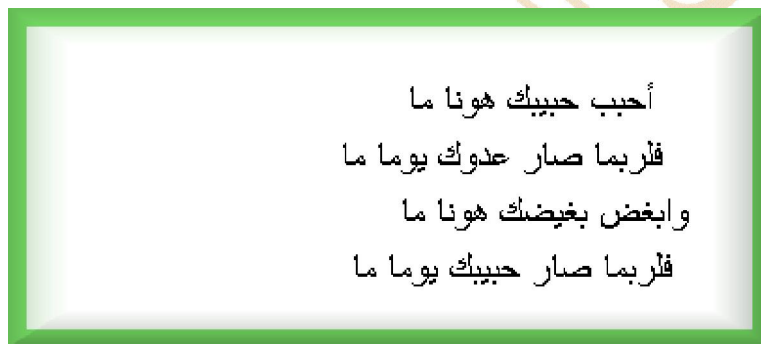 أحبب حبيبك هونا ما
فلربما صار عدوك يوما ما
وابغض بغيضك هونا ما
فلربما صار حبيبك يوما ما